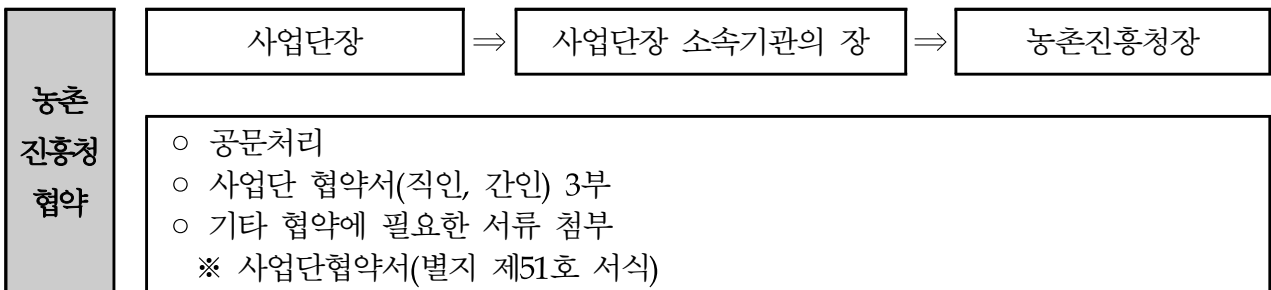 농촌
진흥청
협약
사업단장 ⇒ 사업단장 소속기관의 장 ⇒ 농촌진흥청장
○ 공문처리
○ 사업단 협약서(직인, 간인) 3부
○ 기타 협약에 필요한 서류 첨부
※ 사업단협약서(별지 제51호 서식)